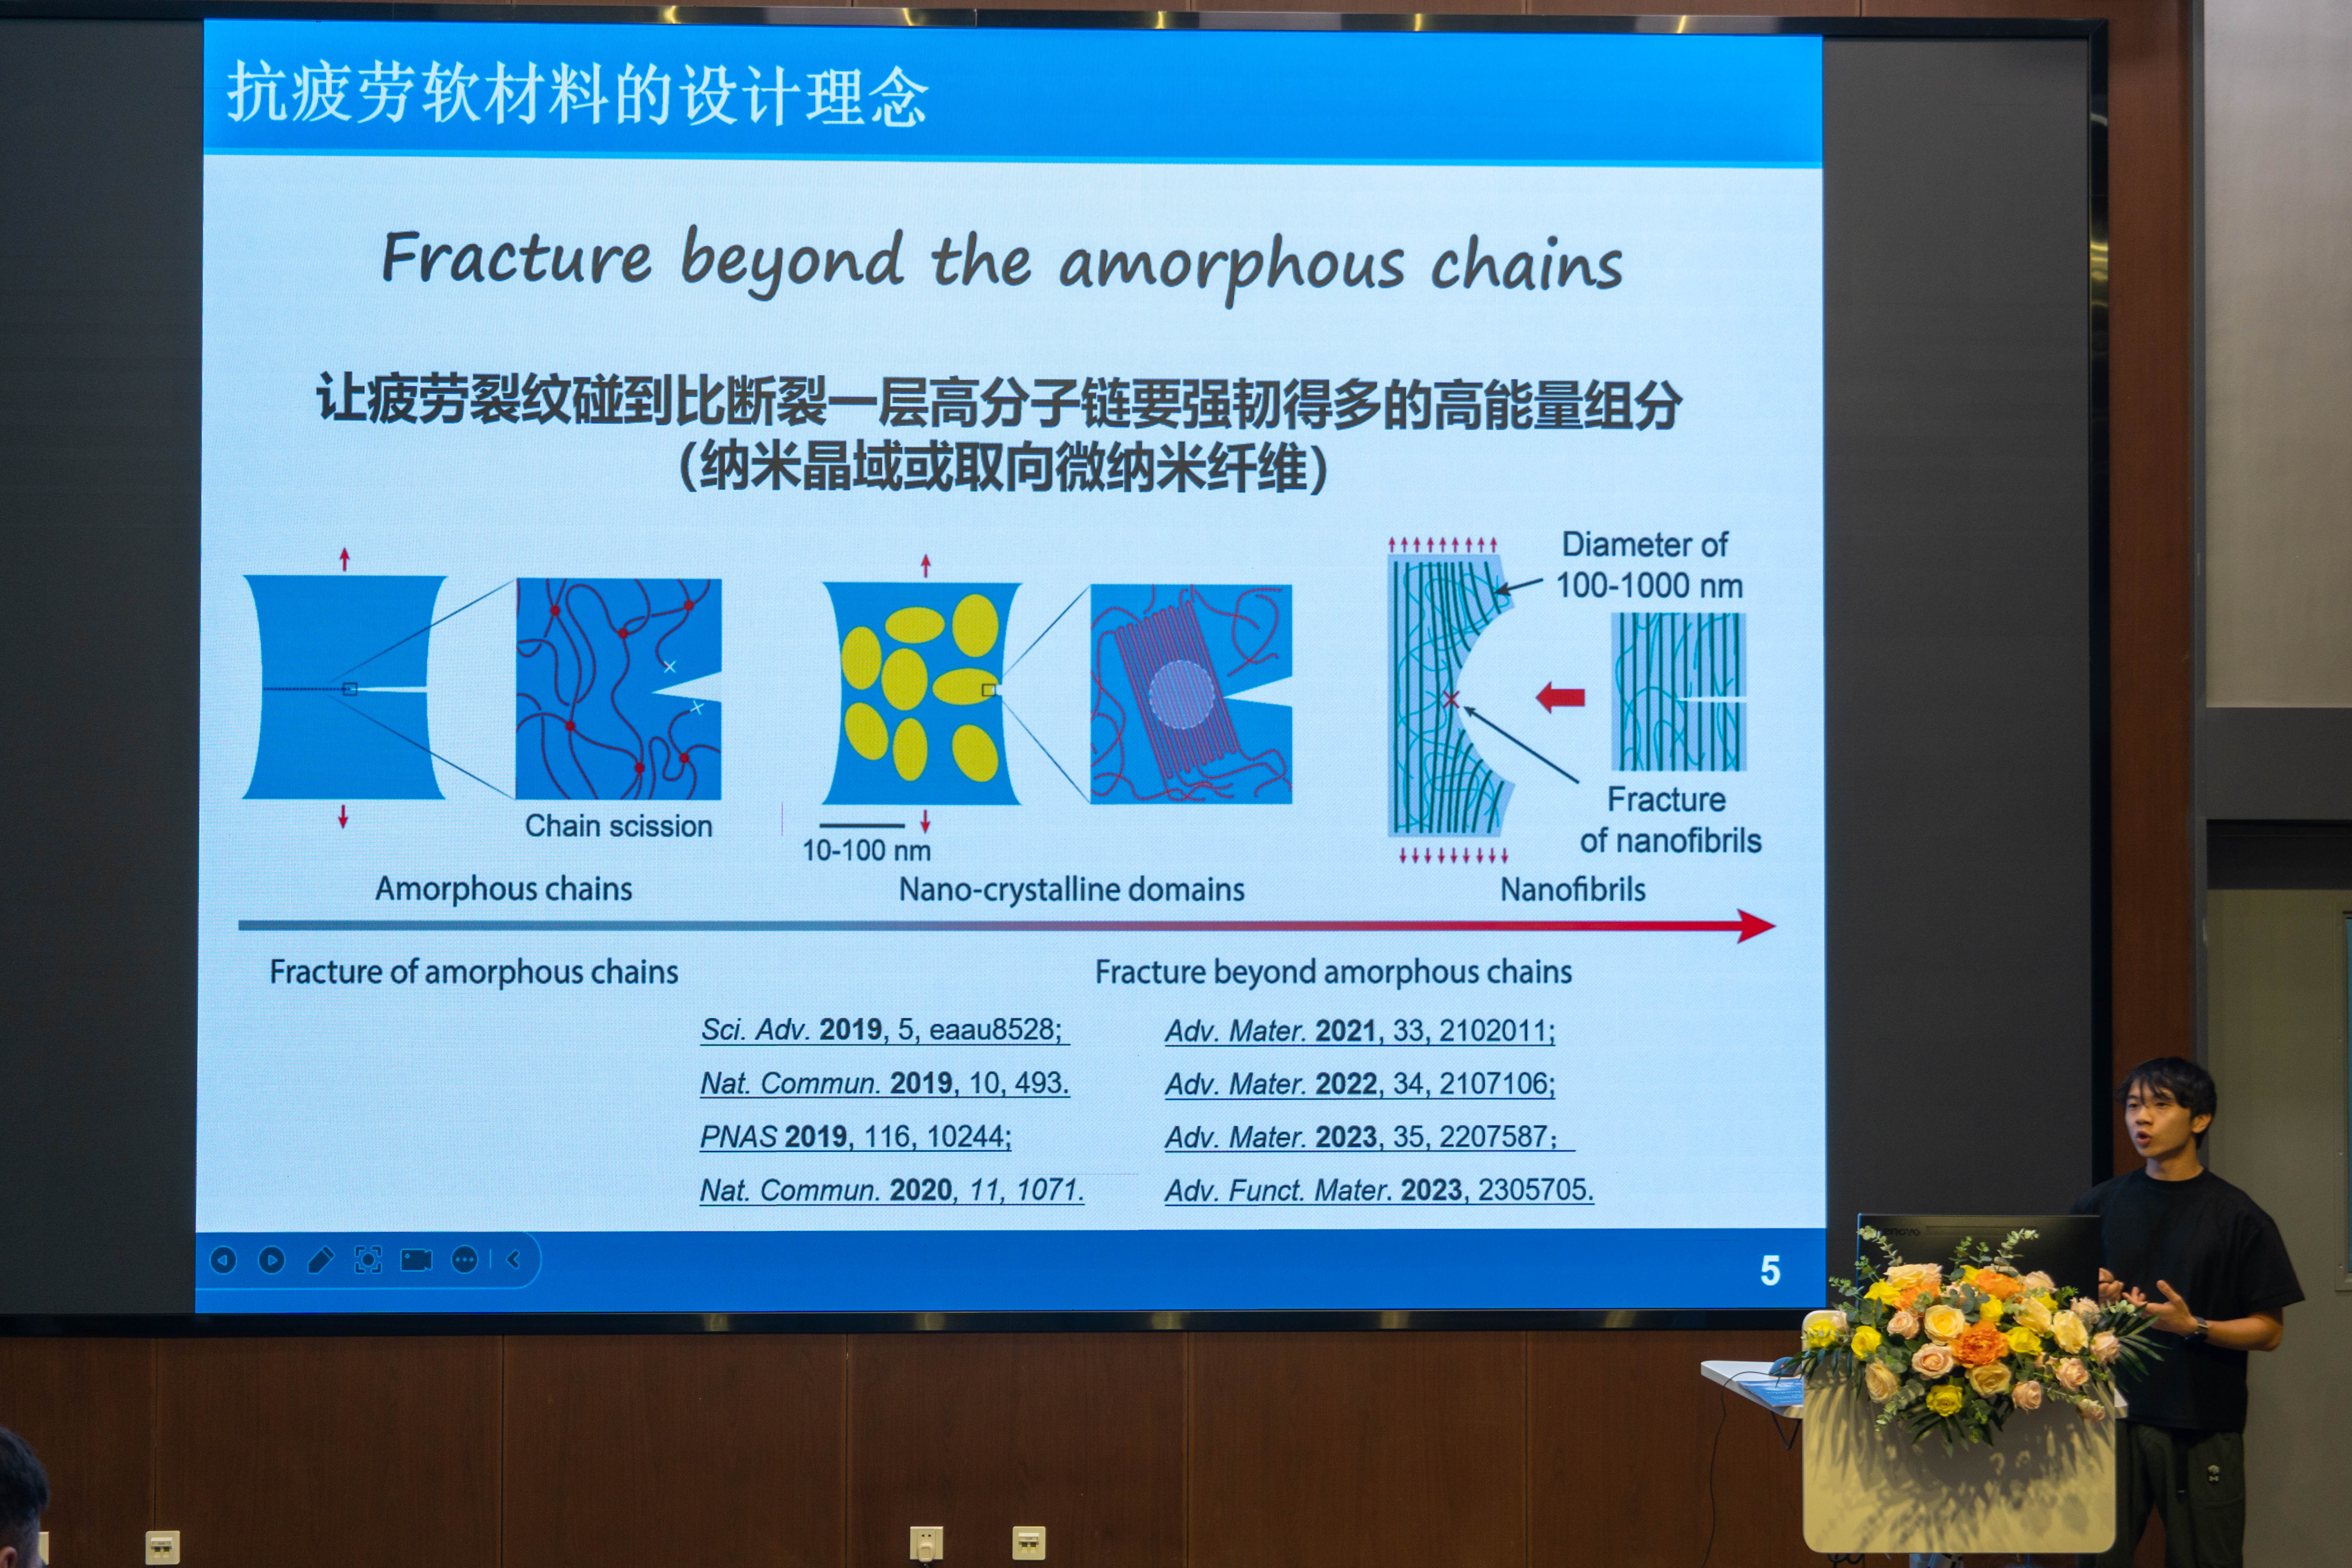 抗疲劳软材料的设计理念
Fracture beyond the amorphous chains
让疲劳裂纹碰到比断裂一层高分子链要强韧得多的高能量组分
（纳米晶域或取向微纳米纤维）
Diameter of
100-1000 nm
Chain scission
10-100 nm
Fracture
of nanofibrils
Amorphous chains
Nano-crystalline domains
Nanofibrils
Fracture of amorphous chains
Fracture beyond amorphous chains
Sci. Adv. 2019, 5, eaau8528;
Nat. Commun. 2019, 10, 493.
PNAS 2019, 116, 10244;
Nat. Commun. 2020, 11, 1071.
Adv. Mater. 2021, 33, 2102011;
Adv. Mater. 2022, 34, 2107106;
Adv. Mater. 2023, 35, 2207587；
Adv. Funct. Mater. 2023, 2305705.
5